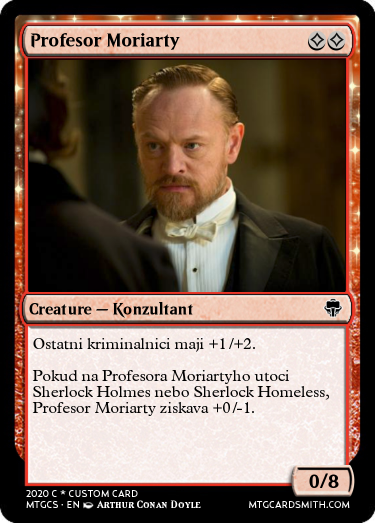 Profesor Moriarty
Creature — Konzultant
Ostatni kriminalnici maji +1/+2.
Pokud na Profesora Moriartyho utoci
Sherlock Holmes nebo Sherlock Homeless,
Profesor Moriarty ziskava +0/-1.
0/8
2020 C * CUSTOM CARD
MTGCS · EN ARTHUR CONAN DOYLE
MTGCARDSMITH.COM